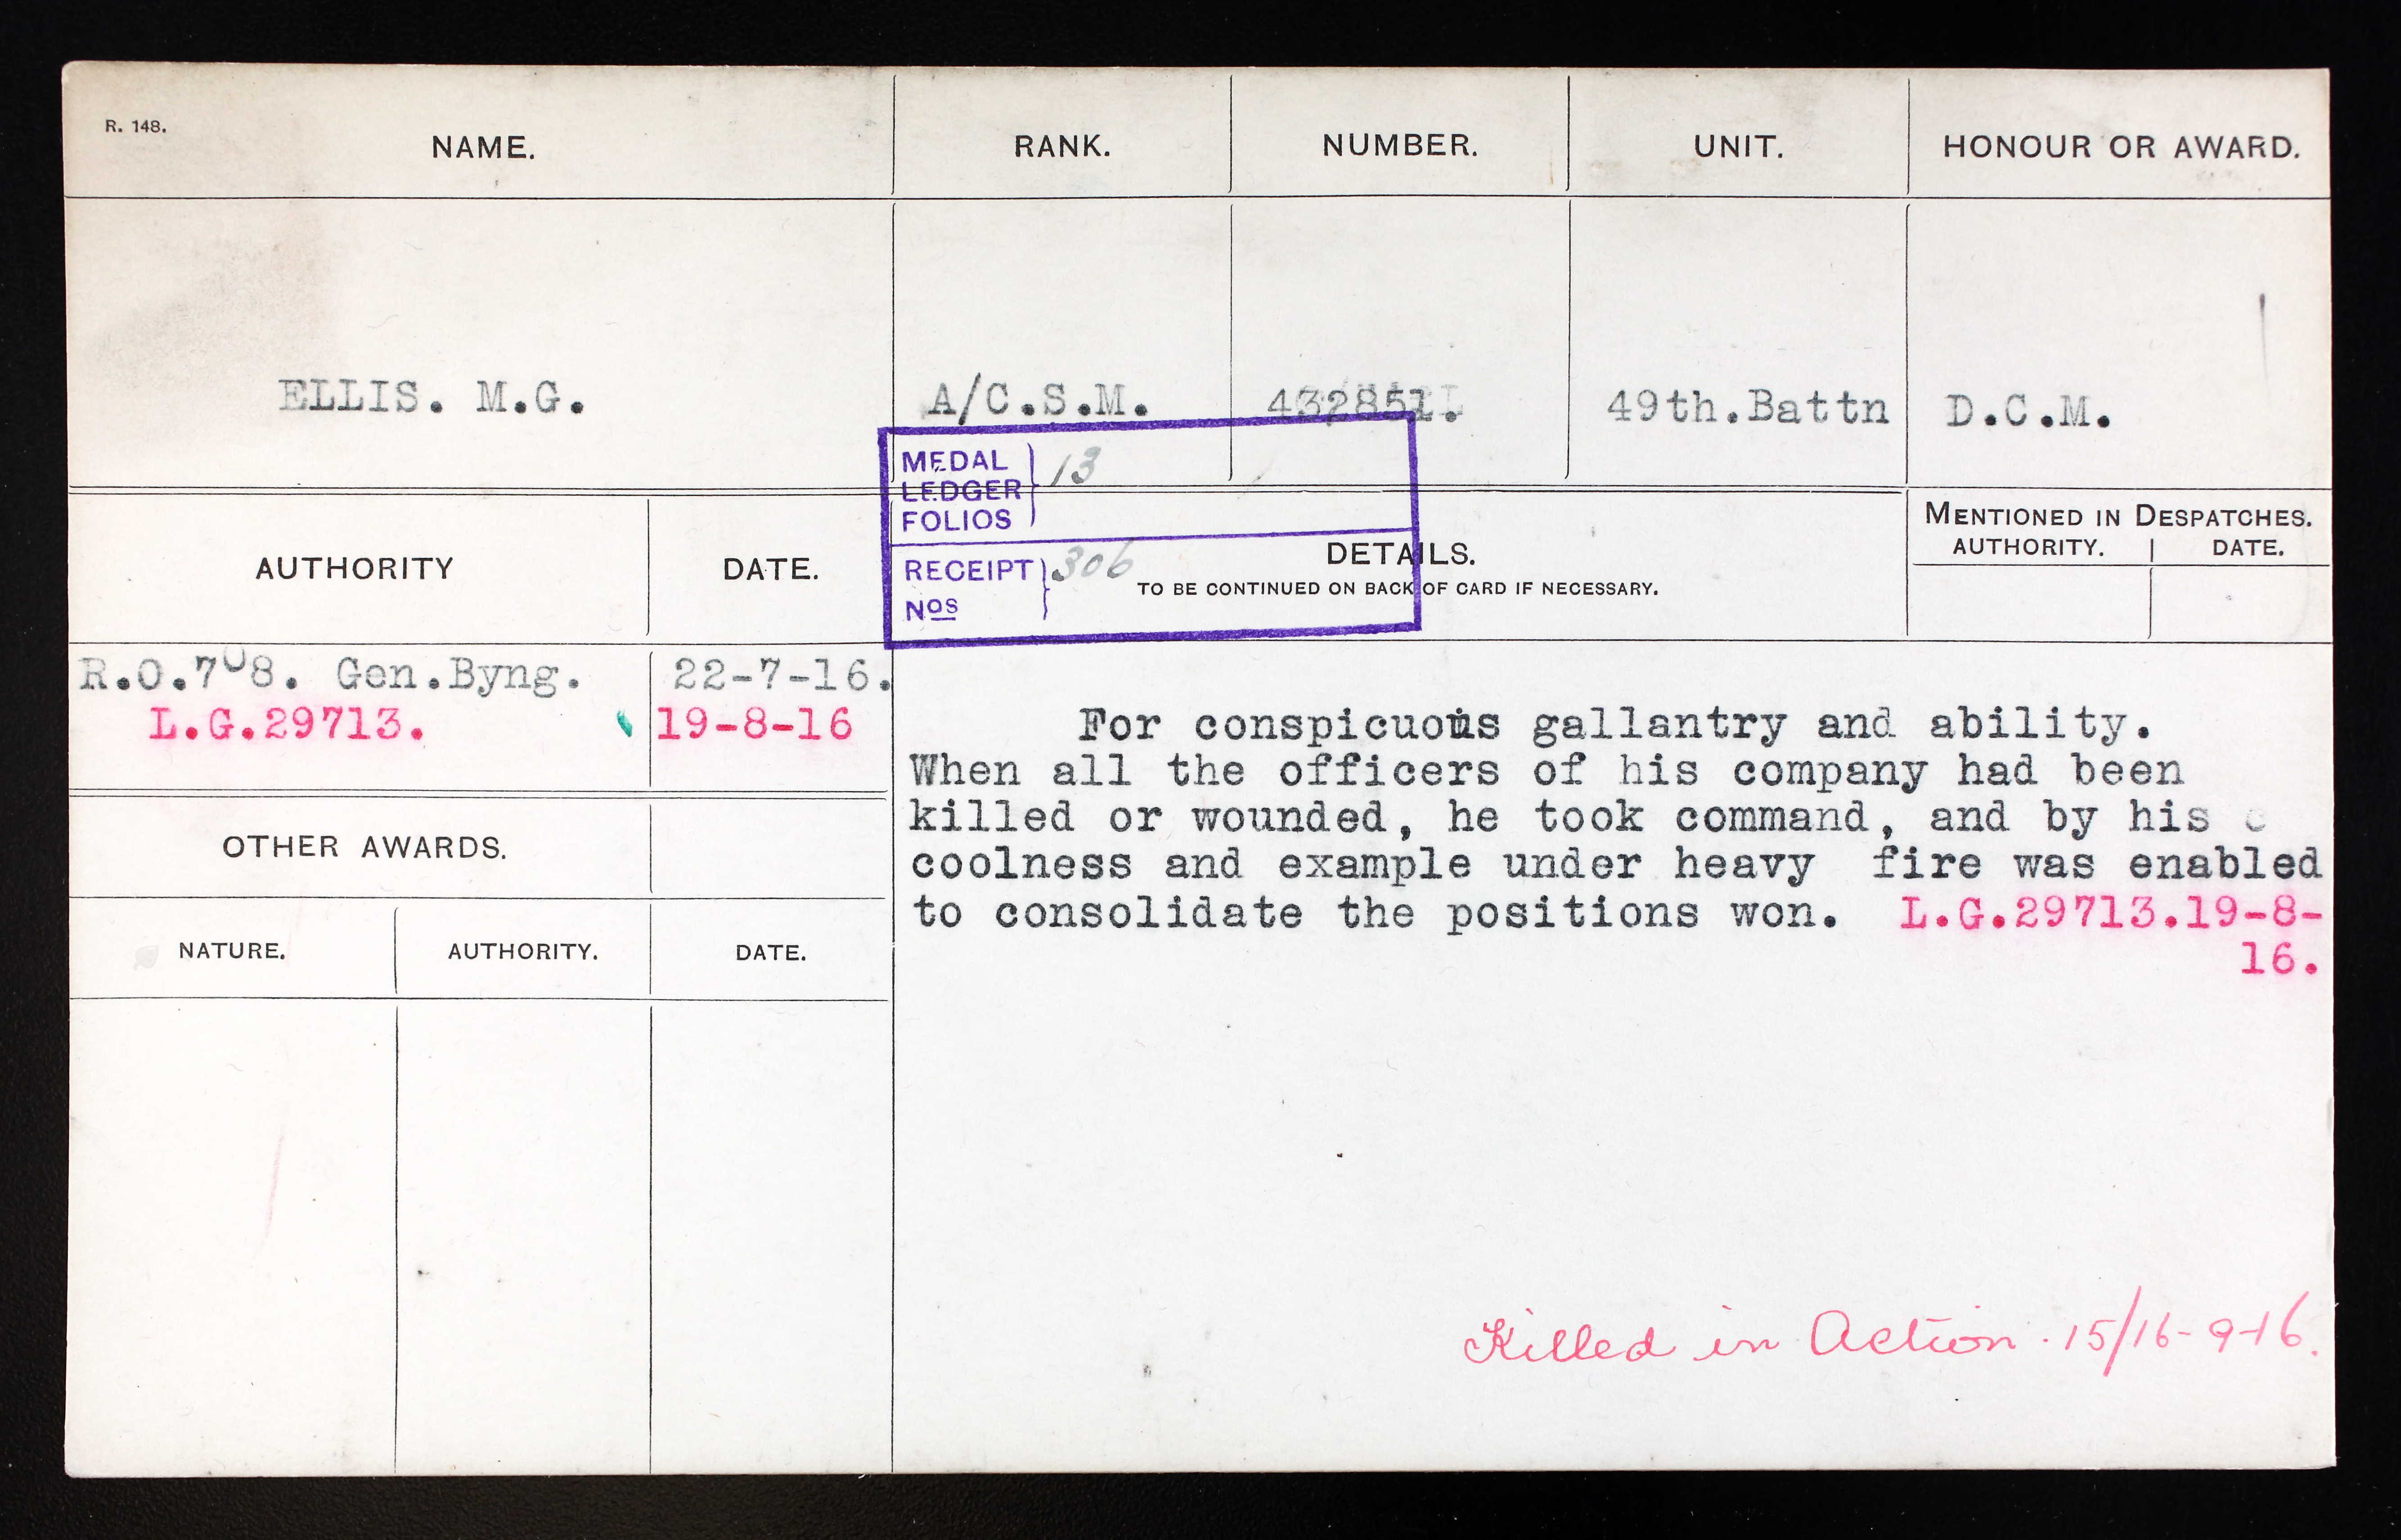 R. 148.
NAME.
RANK.
NUMBER.
UNIT.
HONOUR OR AWARD.
ELLIS. M.G.
A/C.S.M.
432851.
49th.Battn
D.C.M.
MEDAL LEDGER FOLIOS } 13
RECEIPT Nos } 306
AUTHORITY
DATE.
DETAILS.
TO BE CONTINUED ON BACK OF CARD IF NECESSARY.
MENTIONED IN DESPATCHES.
AUTHORITY. | DATE.
R.O.708. Gen.Byng.
22-7-16.
L.G.29713.
19-8-16
For conspicuous gallantry and ability.
When all the officers of his company had been
killed or wounded, he took command, and by his c
coolness and example under heavy fire was enabled
to consolidate the positions won. L.G.29713.19-8-
16.
OTHER AWARDS.
NATURE.
AUTHORITY.
DATE.
Killed in Action. 15/16-9-16.